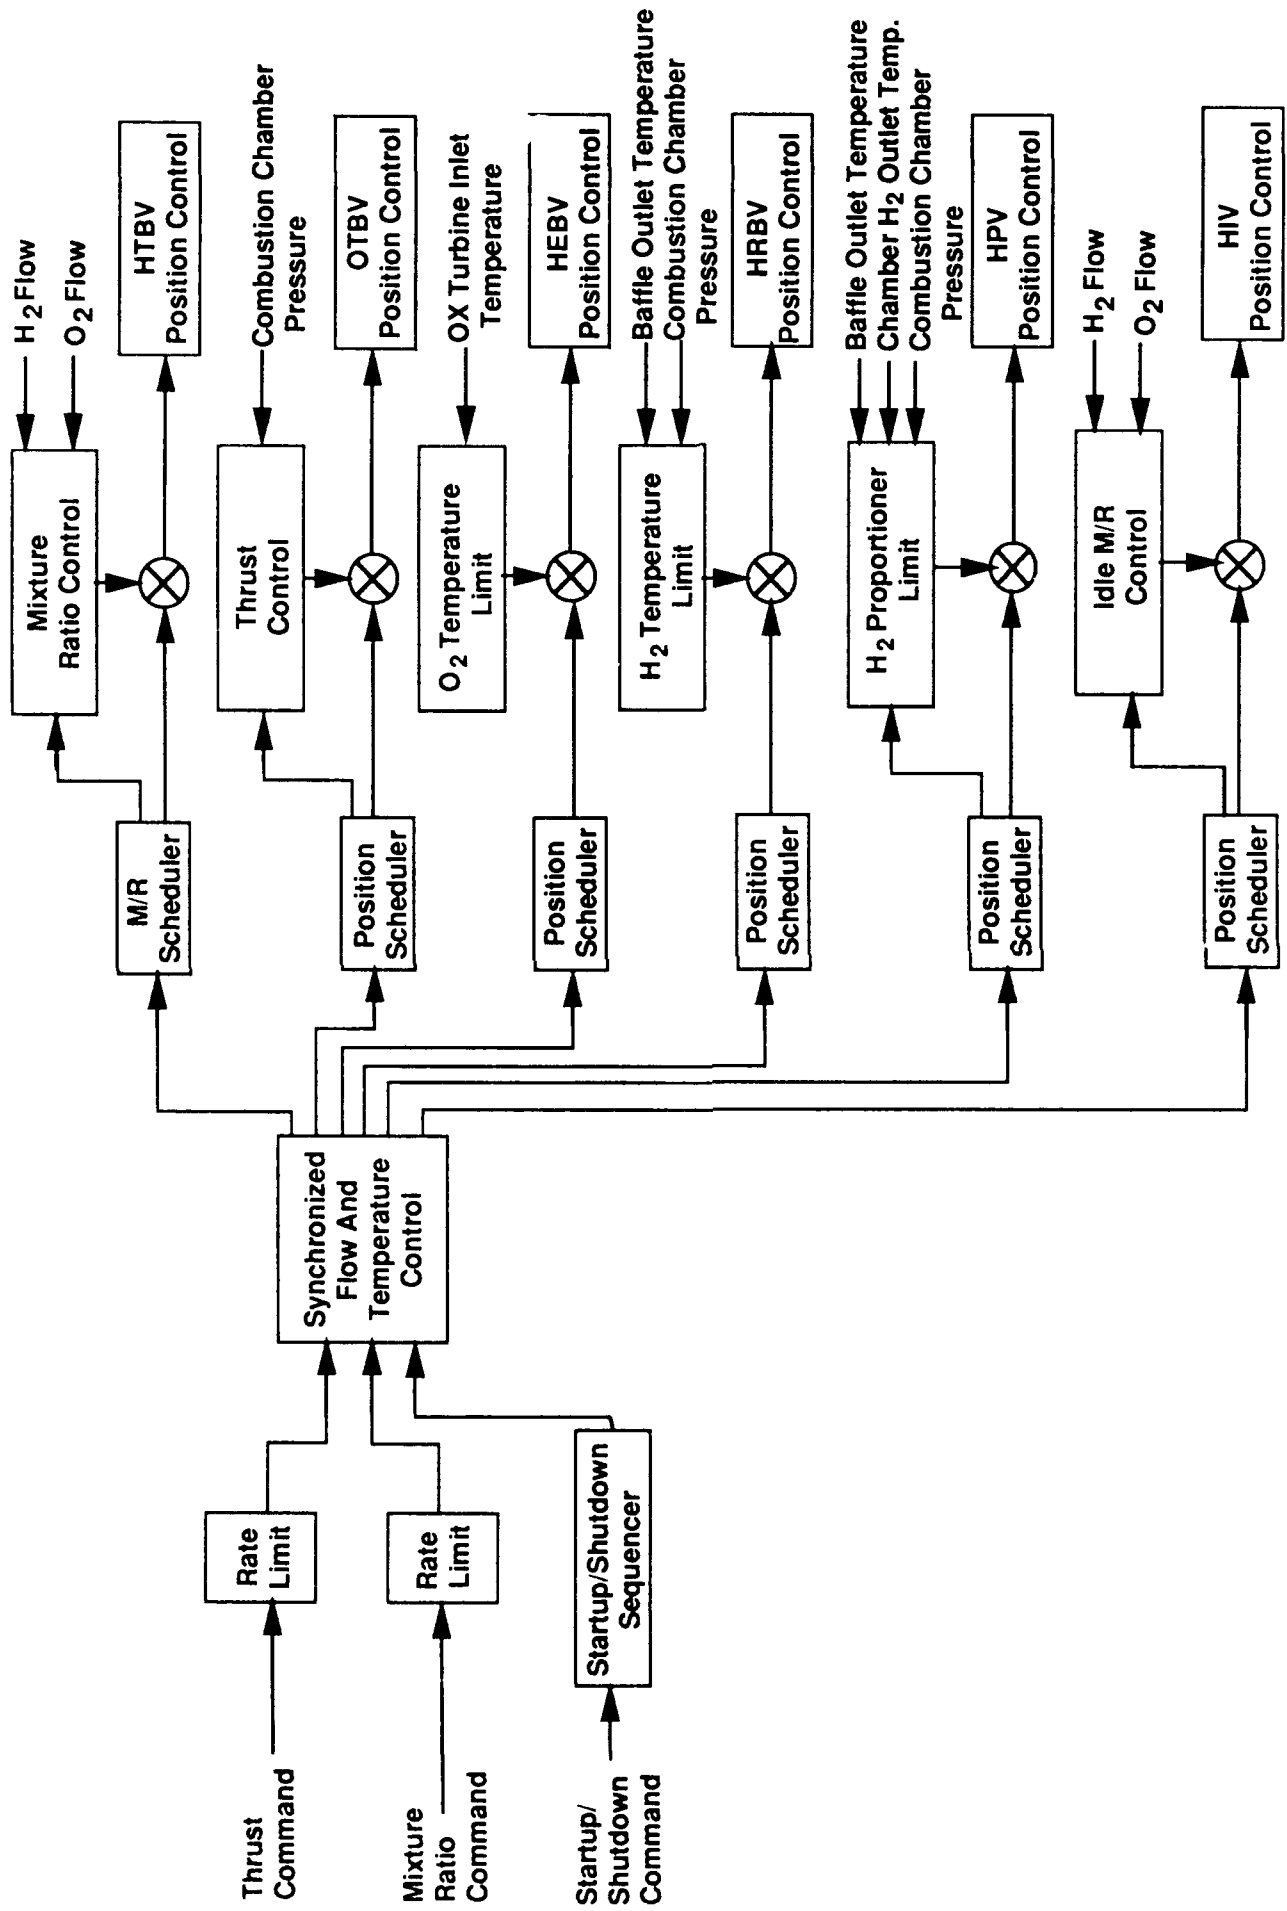 Thrust
Command
Rate
Limit
Mixture
Ratio
Command
Rate
Limit
Startup/
Shutdown
Command
Startup/Shutdown
Sequencer
Synchronized
Flow And
Temperature
Control
M/R
Scheduler
Mixture
Ratio Control
H2 Flow
O2 Flow
HTBV
Position Control
Position
Scheduler
Thrust
Control
Combustion Chamber
Pressure
OTBV
Position Control
Position
Scheduler
O2 Temperature
Limit
OX Turbine Inlet
Temperature
HEBV
Position Control
Position
Scheduler
H2 Temperature
Limit
Baffle Outlet Temperature
Combustion Chamber
Pressure
HRBV
Position Control
Position
Scheduler
H2 Proportioner
Limit
Baffle Outlet Temperature
Chamber H2 Outlet Temp.
Combustion Chamber
Pressure
HPV
Position Control
Position
Scheduler
Idle M/R
Control
H2 Flow
O2 Flow
HIV
Position Control